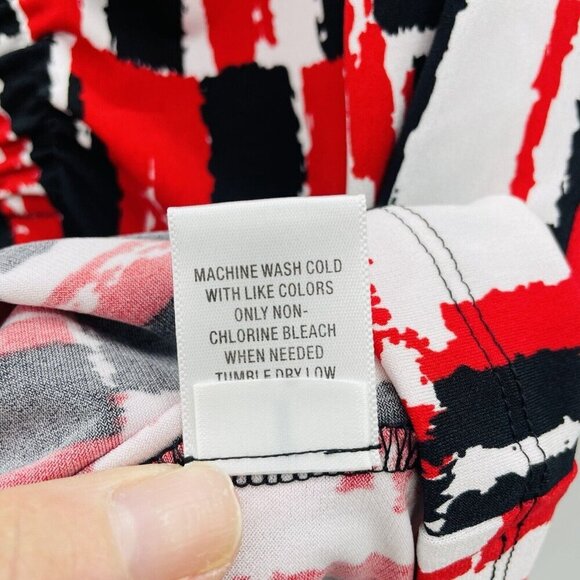 MACHINE WASH COLD
WITH LIKE COLORS
ONLY NON-
CHLORINE BLEACH
WHEN NEEDED
TUMBLE DRY LOW